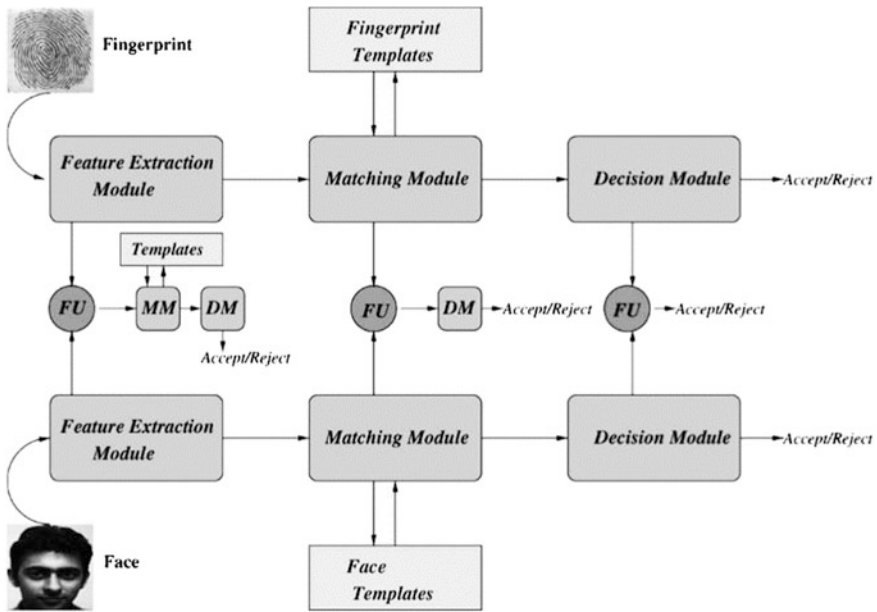 Fingerprint
Fingerprint
Templates
Feature Extraction
Module
Matching Module
Decision Module
Accept/Reject
Templates
FU
MM
DM
Accept/Reject
FU
DM
Accept/Reject
FU
Accept/Reject
Feature Extraction
Module
Matching Module
Decision Module
Accept/Reject
Face
Face
Templates